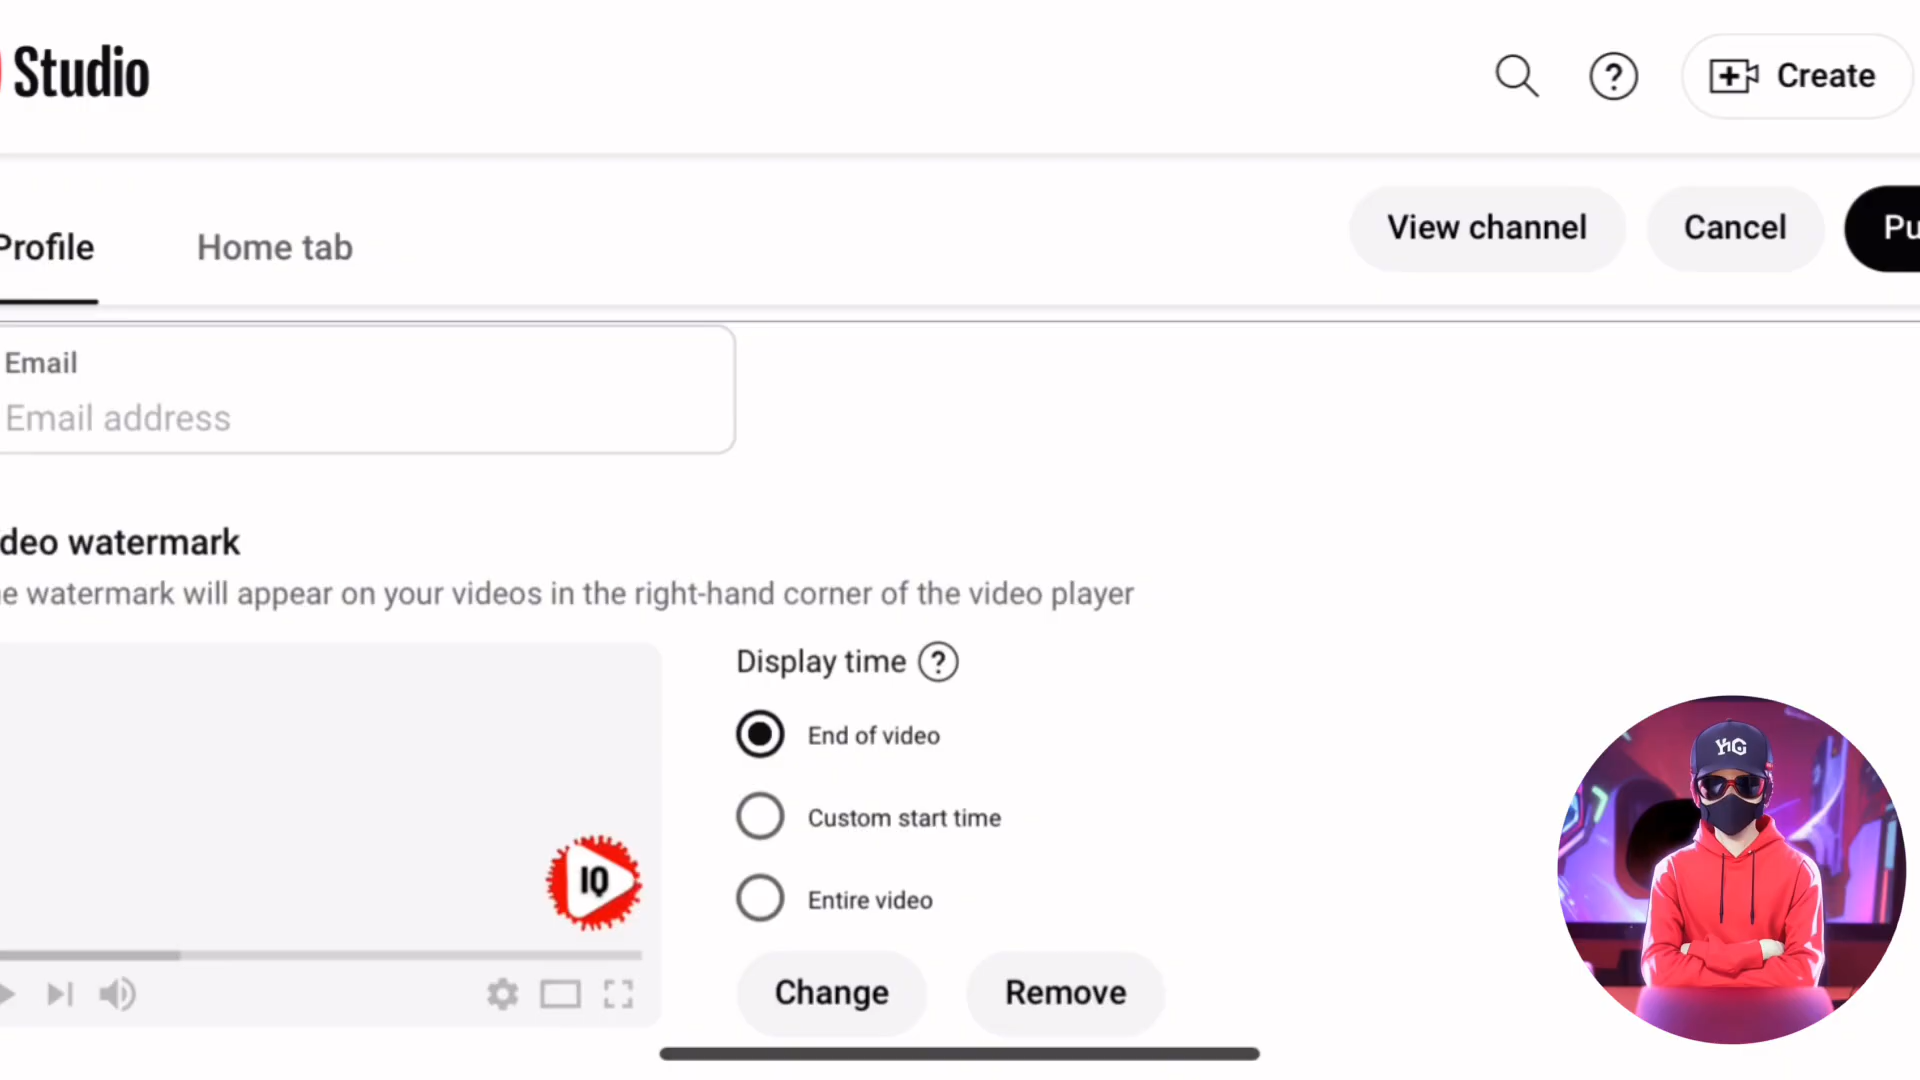 Studio
Create
Profile
Home tab
View channel
Cancel
Pu
Email
Email address
deo watermark
e watermark will appear on your videos in the right-hand corner of the video player
Display time
End of video
Custom start time
Entire video
IQ
Change
Remove
YG